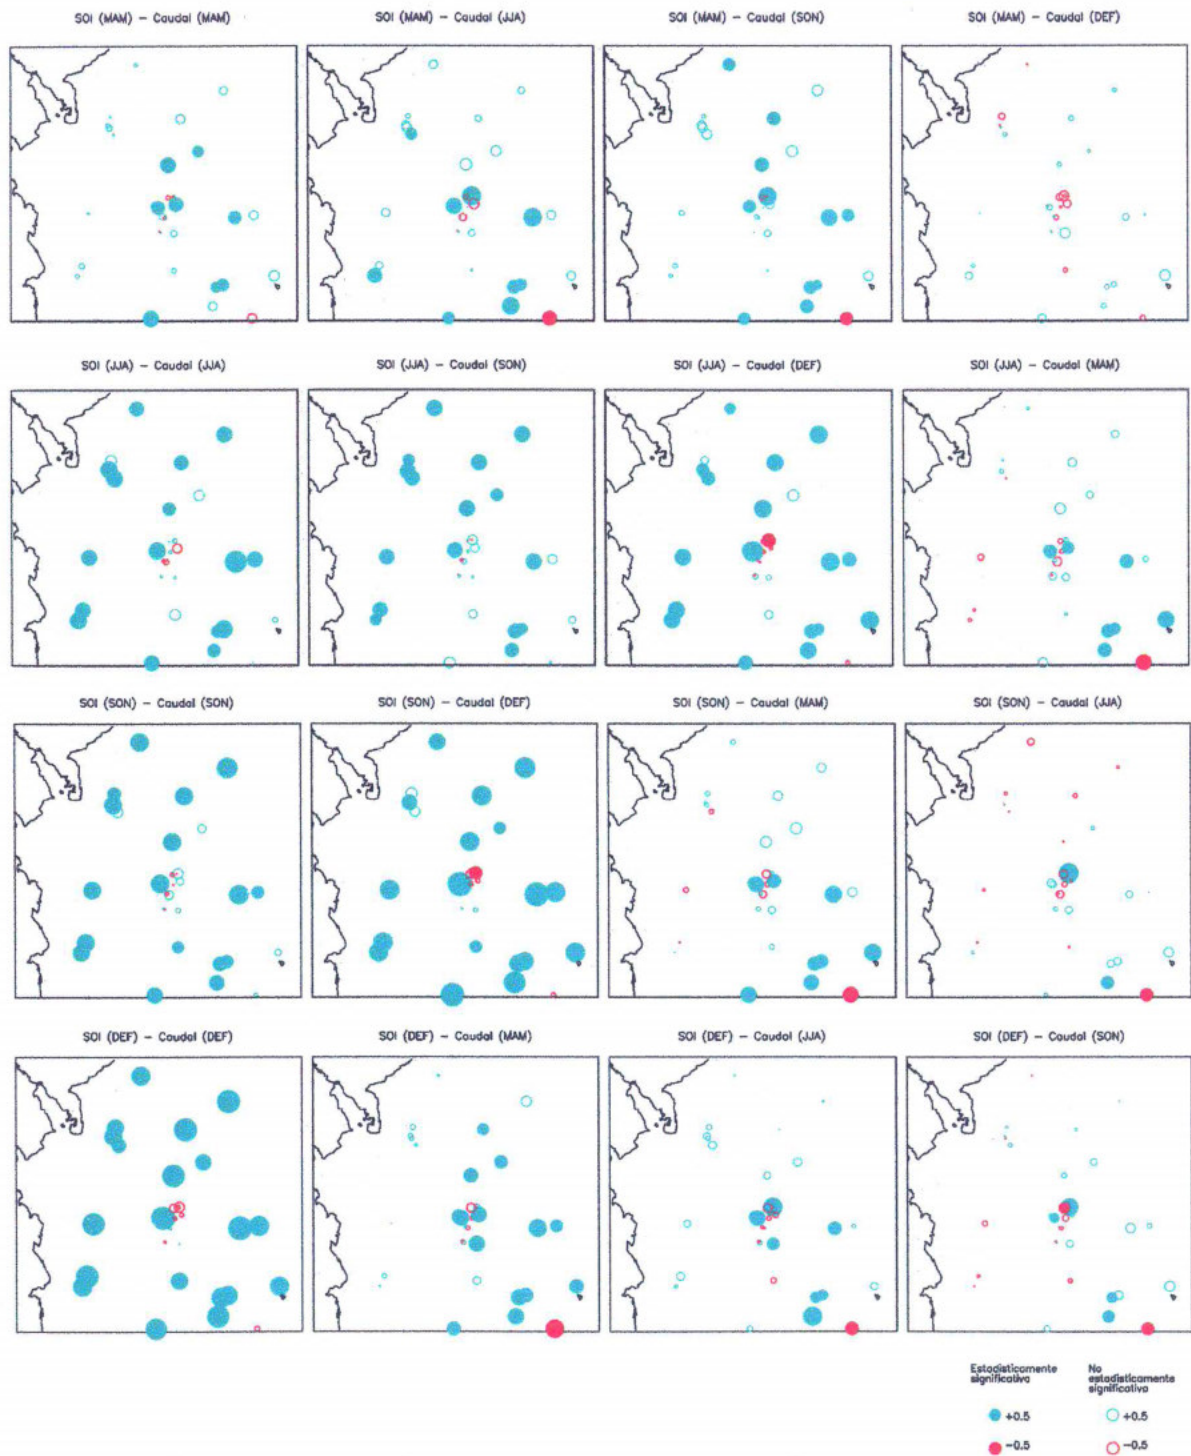 SOI (MAM) – Caudal (MAM)
SOI (MAM) – Caudal (JJA)
SOI (MAM) – Caudal (SON)
SOI (MAM) – Caudal (DEF)
SOI (JJA) – Caudal (JJA)
SOI (JJA) – Caudal (SON)
SOI (JJA) – Caudal (DEF)
SOI (JJA) – Caudal (MAM)
SOI (SON) – Caudal (SON)
SOI (SON) – Caudal (DEF)
SOI (SON) – Caudal (MAM)
SOI (SON) – Caudal (JJA)
SOI (DEF) – Caudal (DEF)
SOI (DEF) – Caudal (MAM)
SOI (DEF) – Caudal (JJA)
SOI (DEF) – Caudal (SON)
Estadisticamente
significativa
No
estadisticamente
significativa
+0.5
+0.5
-0.5
-0.5